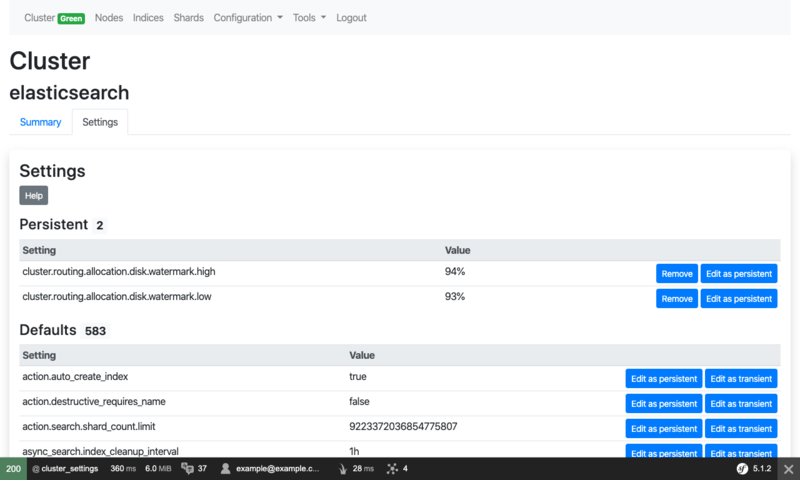 Cluster Green Nodes Indices Shards Configuration Tools Logout
Cluster
elasticsearch
Summary Settings
Settings
Help
Persistent 2
Setting Value
cluster.routing.allocation.disk.watermark.high 94% Remove Edit as persistent
cluster.routing.allocation.disk.watermark.low 93% Remove Edit as persistent
Defaults 583
Setting Value
action.auto_create_index true Edit as persistent Edit as transient
action.destructive_requires_name false Edit as persistent Edit as transient
action.search.shard_count.limit 9223372036854775807 Edit as persistent Edit as transient
async_search.index_cleanup_interval 1h Edit as persistent Edit as transient
200 @ cluster_settings 360 ms 6.0 MiB 37 example@example.c... 28 ms 4 sf 5.1.2